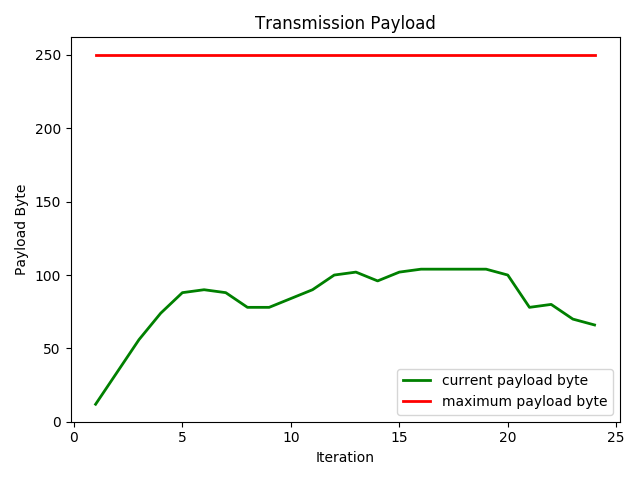 Transmission Payload
250
200
150
100
50
0
Payload Byte
0 5 10 15 20 25
Iteration
current payload byte
maximum payload byte